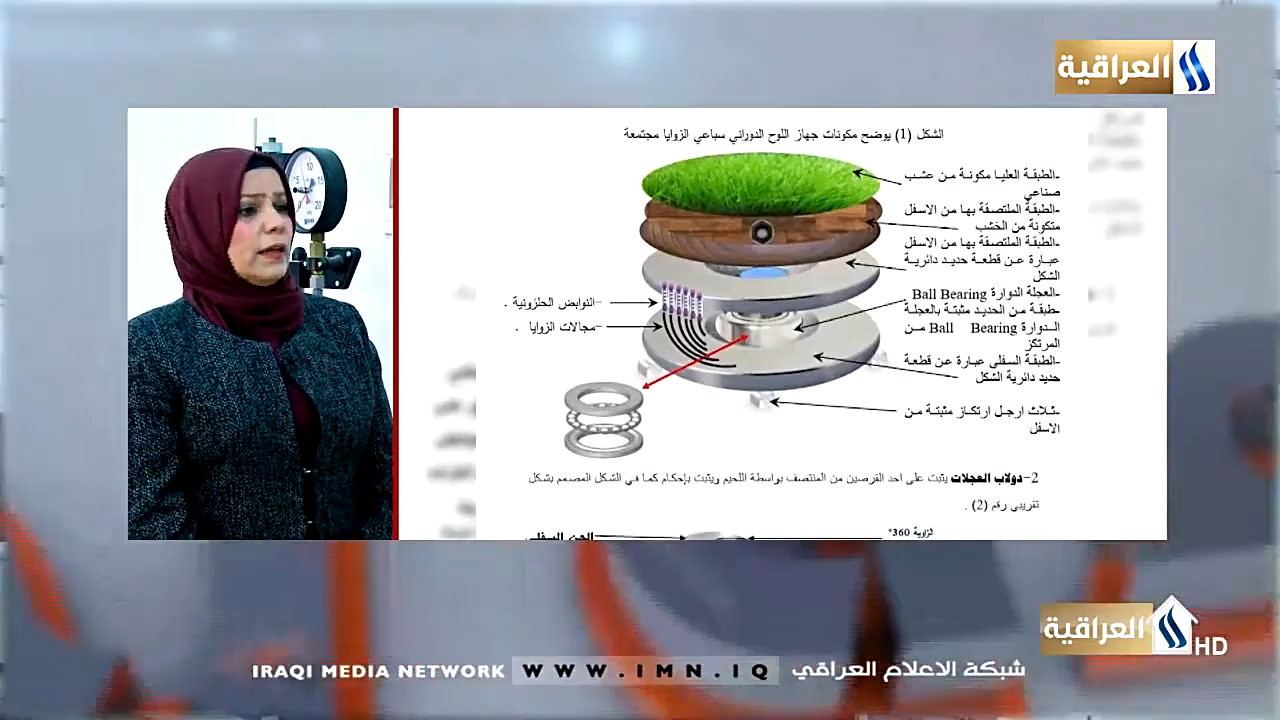 العراقية
الشكل (1) يوضح مكونات جهاز اللوح الدوراني سباعي الزوايا مجتمعة
-الطبقة العليا مكونة من عشب
صناعي
-الطبقة الملتصقة بها من الاسفل
متكونة من الخشب
-الطبقة الملتصقة بها من الاسفل
عبارة عن قطعة حديد دائرية
الشكل
-العجلة الدوارة Ball Bearing
-طبقة من الحديد مثبتة بالعجلة
الدوارة Ball Bearing من
المرتكز
-الطبقة السفلى عبارة عن قطعة
حديد دائرية الشكل
-ثلاث ارجل ارتكاز مثبتة من
الاسفل
-النوابض الحلزونية .
-مجالات الزوايا .
2-دولاب العجلات يثبت على احد القرصين من المنتصف بواسطة اللحيم ويثبت بإحكام كما في الشكل المصمم بشكل
تقريبي رقم (2) .
الزاوية 360°
العراقية HD
IRAQI MEDIA NETWORK WWW.IMN.IQ شبكة الاعلام العراقي